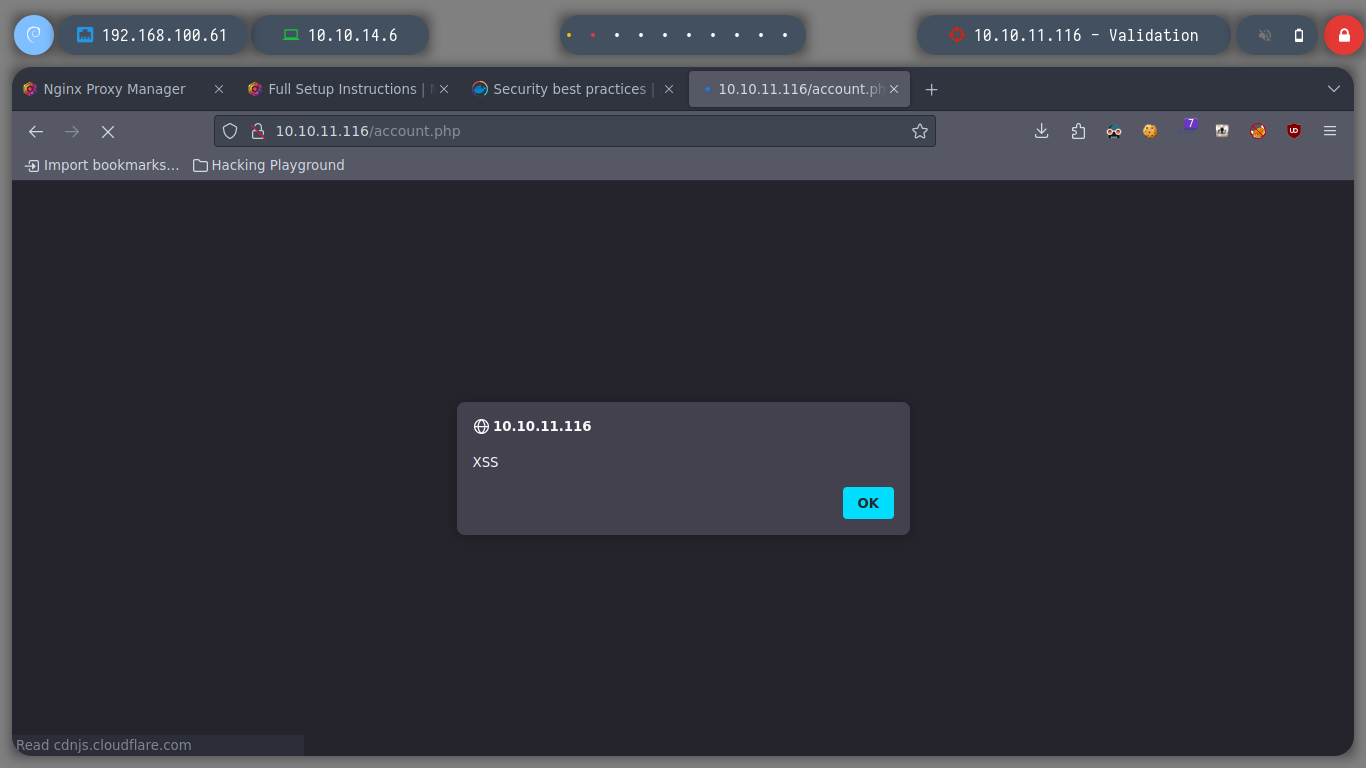 192.168.100.61
10.10.14.6
10.10.11.116 - Validation
Nginx Proxy Manager
Full Setup Instructions |
Security best practices |
10.10.11.116/account.ph
10.10.11.116/account.php
7
UD
Import bookmarks...
Hacking Playground
10.10.11.116
XSS
OK
Read cdnjs.cloudflare.com